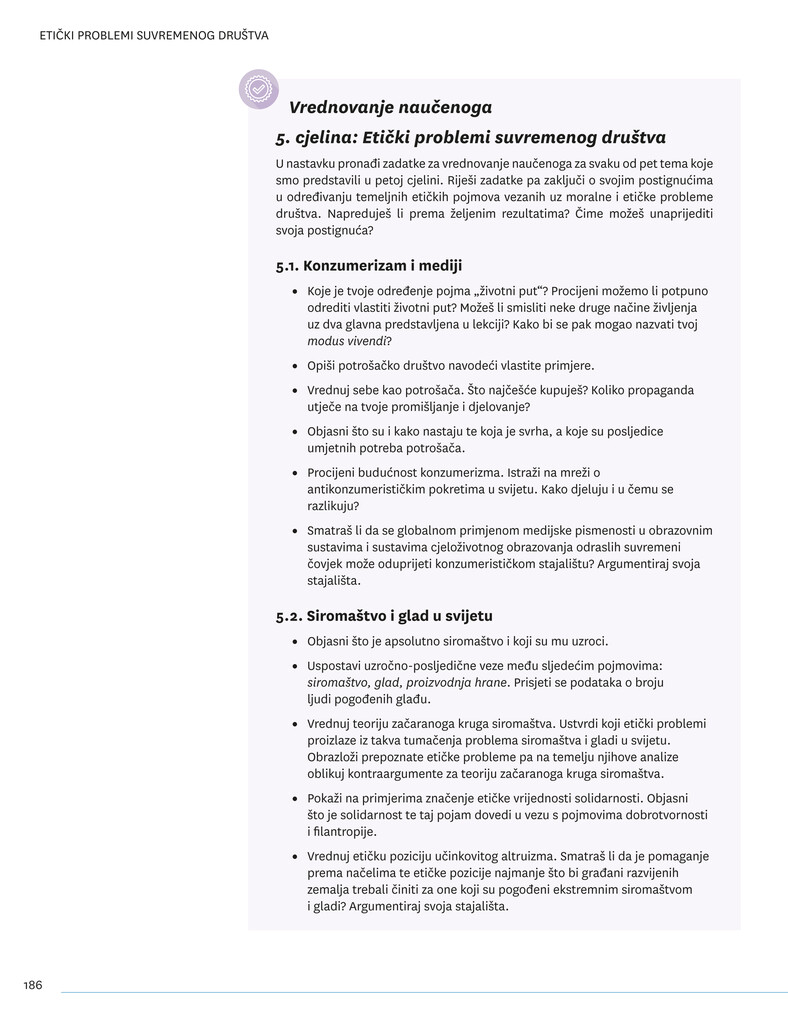 ETIČKI PROBLEMI SUVREMENOG DRUŠTVA
Vrednovanje naučenoga
5. cjelina: Etički problemi suvremenog društva
U nastavku pronađi zadatke za vrednovanje naučenoga za svaku od pet tema koje
smo predstavili u petoj cjelini. Riješi zadatke pa zaključi o svojim postignućima
u određivanju temeljnih etičkih pojmova vezanih uz moralne i etičke probleme
društva. Napreduješ li prema željenim rezultatima? Čime možeš unaprijediti
svoja postignuća?
5.1. Konzumerizam i mediji
• Koje je tvoje određenje pojma „životni put“? Procijeni možemo li potpuno
odrediti vlastiti životni put? Možeš li smisliti neke druge načine življenja
uz dva glavna predstavljena u lekciji? Kako bi se pak mogao nazvati tvoj
modus vivendi?
• Opiši potrošačko društvo navodeći vlastite primjere.
• Vrednuj sebe kao potrošača. Što najčešće kupuješ? Koliko propaganda
utječe na tvoje promišljanje i djelovanje?
• Objasni što su i kako nastaju te koja je svrha, a koje su posljedice
umjetnih potreba potrošača.
• Procijeni budućnost konzumerizma. Istraži na mreži o
antikonzumerističkim pokretima u svijetu. Kako djeluju i u čemu se
razlikuju?
• Smatraš li da se globalnom primjenom medijske pismenosti u obrazovnim
sustavima i sustavima cjeloživotnog obrazovanja odraslih suvremeni
čovjek može oduprijeti konzumerističkom stajalištu? Argumentiraj svoja
stajališta.
5.2. Siromaštvo i glad u svijetu
• Objasni što je apsolutno siromaštvo i koji su mu uzroci.
• Uspostavi uzročno-posljedične veze među sljedećim pojmovima:
siromaštvo, glad, proizvodnja hrane. Prisjeti se podataka o broju
ljudi pogođenih glađu.
• Vrednuj teoriju začaranoga kruga siromaštva. Ustvrdi koji etički problemi
proizlaze iz takva tumačenja problema siromaštva i gladi u svijetu.
Obrazloži prepoznate etičke probleme pa na temelju njihove analize
oblikuj kontraargumente za teoriju začaranoga kruga siromaštva.
• Pokaži na primjerima značenje etičke vrijednosti solidarnosti. Objasni
što je solidarnost te taj pojam dovedi u vezu s pojmovima dobrotvornosti
i filantropije.
• Vrednuj etičku poziciju učinkovitog altruizma. Smatraš li da je pomaganje
prema načelima te etičke pozicije najmanje što bi građani razvijenih
zemalja trebali činiti za one koji su pogođeni ekstremnim siromaštvom
i gladi? Argumentiraj svoja stajališta.
186